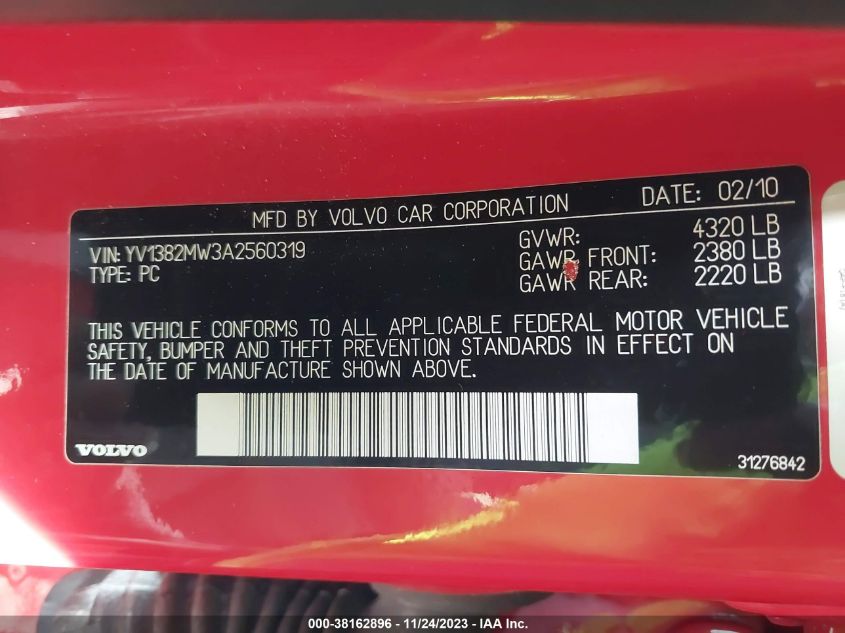 MFD BY VOLVO CAR CORPORATION DATE: 02/10
VIN: YV1382MW3A2560319 GVWR: 4320 LB
TYPE: PC GAWR FRONT: 2380 LB
GAWR REAR: 2220 LB
THIS VEHICLE CONFORMS TO ALL APPLICABLE FEDERAL MOTOR VEHICLE
SAFETY, BUMPER AND THEFT PREVENTION STANDARDS IN EFFECT ON
THE DATE OF MANUFACTURE SHOWN ABOVE.
VOLVO 31276842
000-38162896 - 11/24/2023 - IAA Inc.